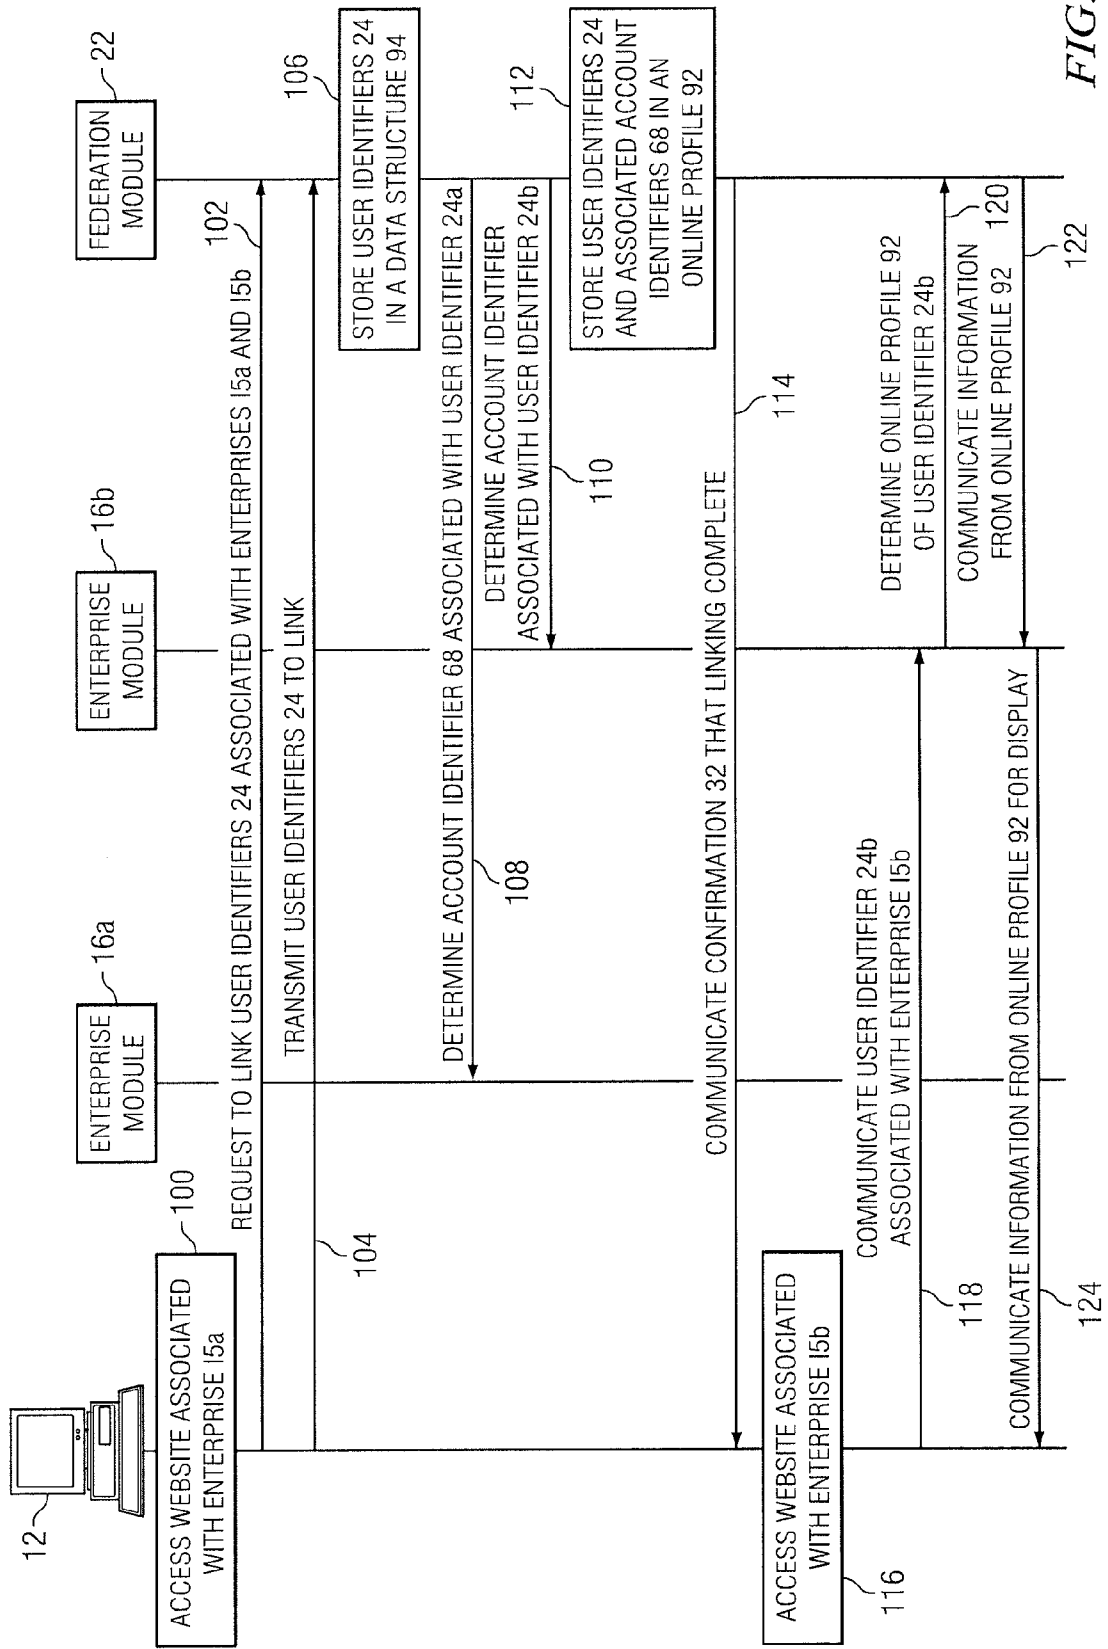 12
FEDERATION
MODULE
22
ENTERPRISE
MODULE
16b
ENTERPRISE
MODULE
16a
ACCESS WEBSITE ASSOCIATED
WITH ENTERPRISE I5a
100
REQUEST TO LINK USER IDENTIFIERS 24 ASSOCIATED WITH ENTERPRISES I5a AND I5b
102
TRANSMIT USER IDENTIFIERS 24 TO LINK
104
STORE USER IDENTIFIERS 24
IN A DATA STRUCTURE 94
106
DETERMINE ACCOUNT IDENTIFIER 68 ASSOCIATED WITH USER IDENTIFIER 24a
108
DETERMINE ACCOUNT IDENTIFIER
ASSOCIATED WITH USER IDENTIFIER 24b
110
STORE USER IDENTIFIERS 24
AND ASSOCIATED ACCOUNT
IDENTIFIERS 68 IN AN
ONLINE PROFILE 92
112
COMMUNICATE CONFIRMATION 32 THAT LINKING COMPLETE
114
ACCESS WEBSITE ASSOCIATED
WITH ENTERPRISE I5b
116
COMMUNICATE USER IDENTIFIER 24b
ASSOCIATED WITH ENTERPRISE I5b
118
DETERMINE ONLINE PROFILE 92
OF USER IDENTIFIER 24b
120
COMMUNICATE INFORMATION
FROM ONLINE PROFILE 92
122
COMMUNICATE INFORMATION FROM ONLINE PROFILE 92 FOR DISPLAY
124
FIG.